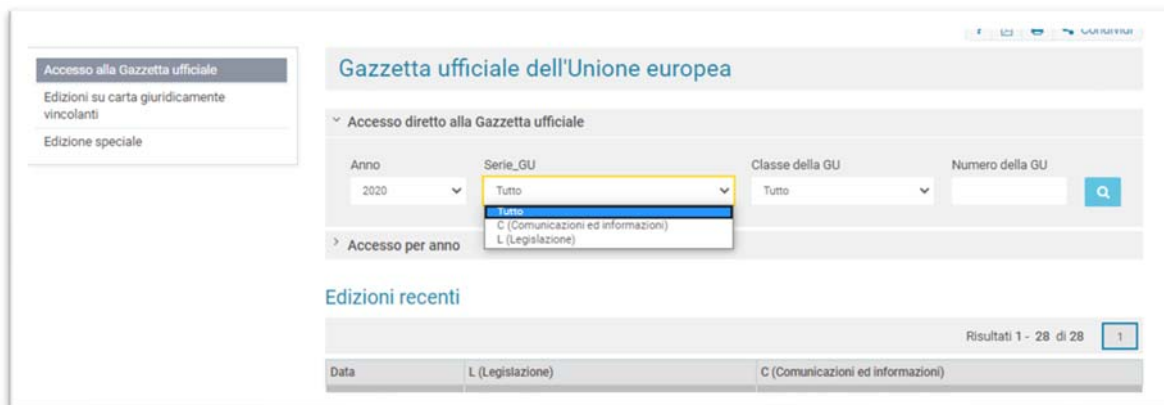 Condividi
Accesso alla Gazzetta ufficiale
Edizioni su carta giuridicamente
vincolanti
Edizione speciale
Gazzetta ufficiale dell'Unione europea
Accesso diretto alla Gazzetta ufficiale
Anno
Serie_GU
Classe della GU
Numero della GU
2020
Tutto
Tutto
Tutto
C (Comunicazioni ed informazioni)
L (Legislazione)
Accesso per anno
Edizioni recenti
Risultati 1 - 28 di 28
1
Data
L (Legislazione)
C (Comunicazioni ed informazioni)